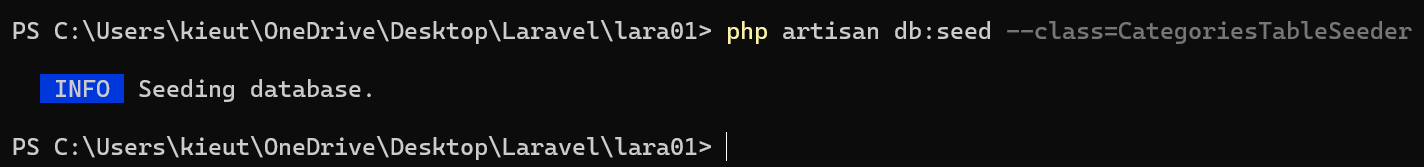 PS C:\Users\kieut\OneDrive\Desktop\Laravel\lara01> php artisan db:seed --class=CategoriesTableSeeder
INFO Seeding database.
PS C:\Users\kieut\OneDrive\Desktop\Laravel\lara01>